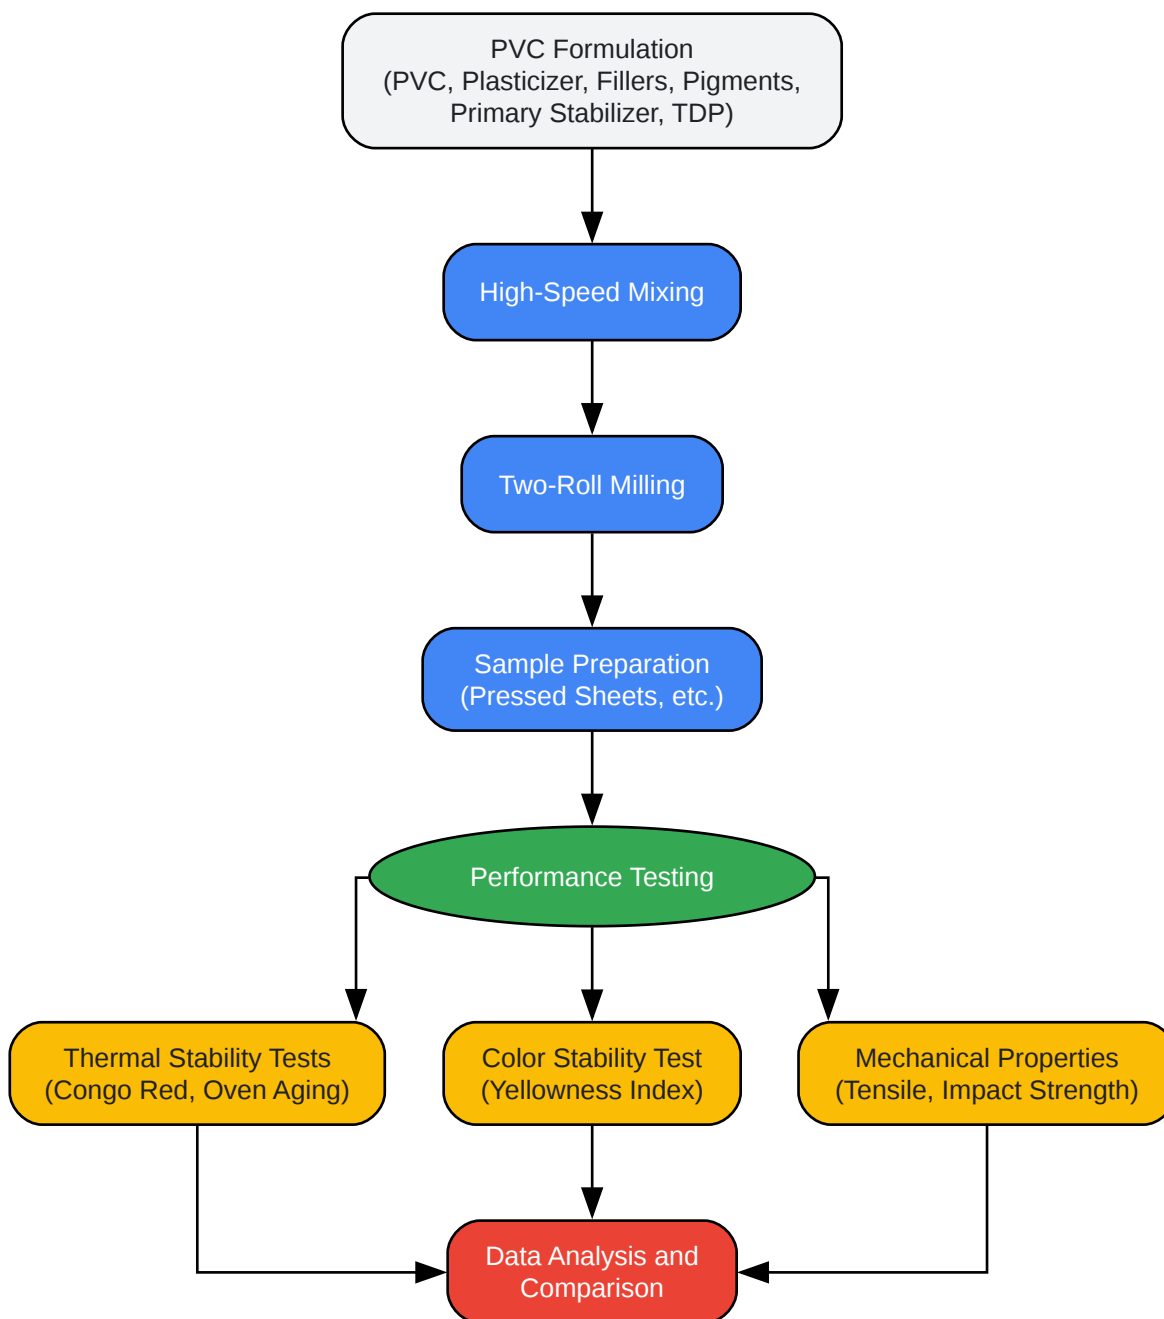 PVC Formulation
(PVC, Plasticizer, Fillers, Pigments,
Primary Stabilizer, TDP)
High-Speed Mixing
Two-Roll Milling
Sample Preparation
(Pressed Sheets, etc.)
Performance Testing
Thermal Stability Tests
(Congo Red, Oven Aging)
Color Stability Test
(Yellowness Index)
Mechanical Properties
(Tensile, Impact Strength)
Data Analysis and
Comparison